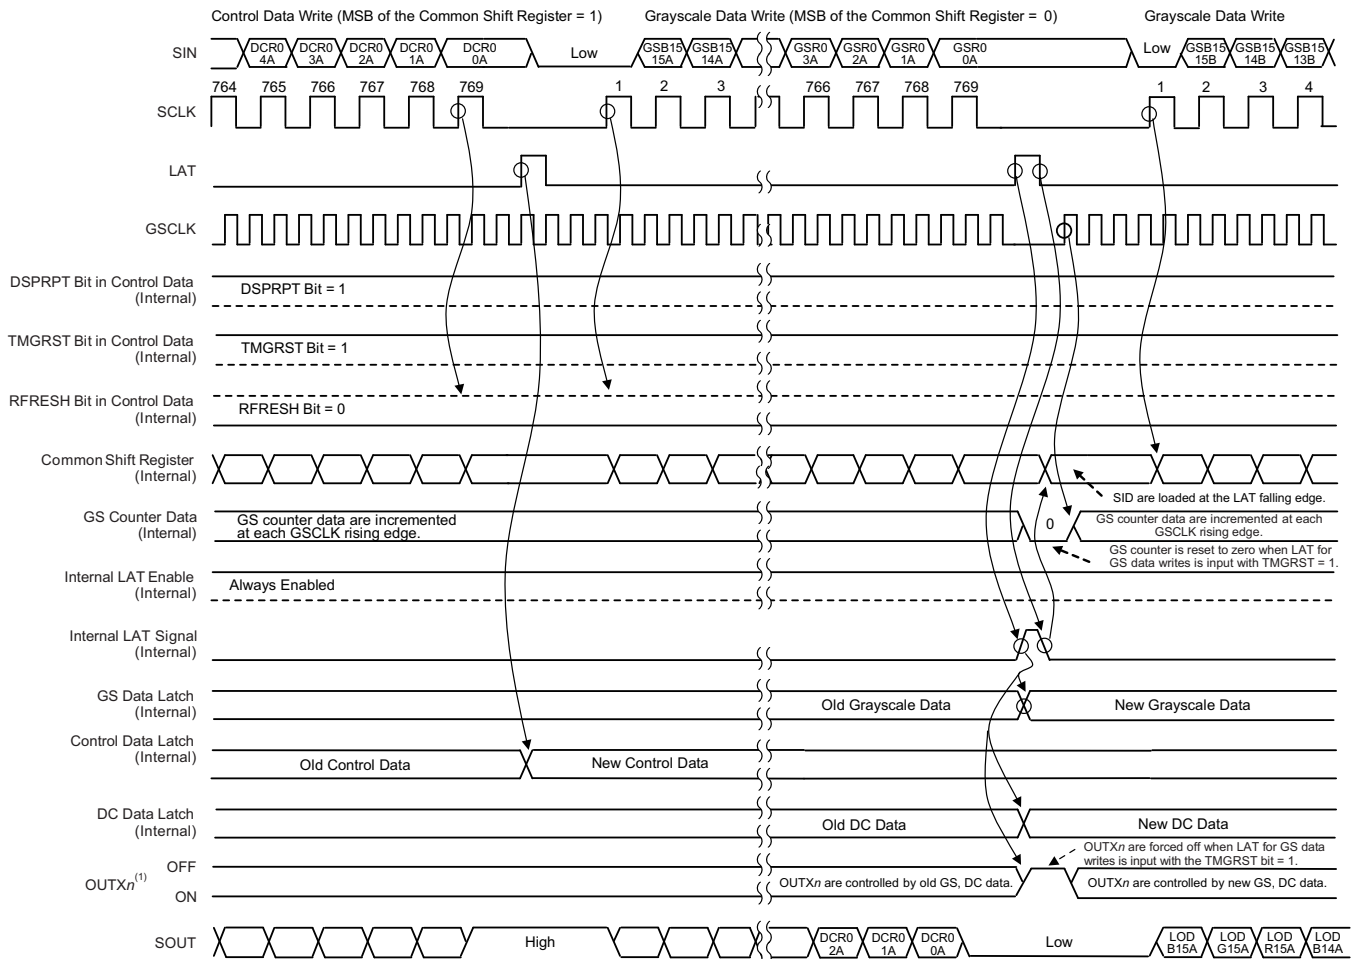 Control Data Write (MSB of the Common Shift Register = 1)
Grayscale Data Write (MSB of the Common Shift Register = 0)
Grayscale Data Write
SIN
DCR0 4A
DCR0 3A
DCR0 2A
DCR0 1A
DCR0 0A
Low
GSB15 15A
GSB15 14A
GSR0 3A
GSR0 2A
GSR0 1A
GSR0 0A
Low
GSB15 15B
GSB15 14B
GSB15 13B
764 765 766 767 768 769 1 2 3 766 767 768 769 1 2 3 4
SCLK
LAT
GSCLK
DSPRPT Bit in Control Data
(Internal)
DSPRPT Bit = 1
TMGRST Bit in Control Data
(Internal)
TMGRST Bit = 1
RFRESH Bit in Control Data
(Internal)
RFRESH Bit = 0
Common Shift Register
(Internal)
SID are loaded at the LAT falling edge.
GS Counter Data
(Internal)
GS counter data are incremented
at each GSCLK rising edge.
0
GS counter data are incremented at each
GSCLK rising edge.
GS counter is reset to zero when LAT for
GS data writes is input with TMGRST = 1.
Internal LAT Enable
(Internal)
Always Enabled
Internal LAT Signal
(Internal)
GS Data Latch
(Internal)
Old Grayscale Data
New Grayscale Data
Control Data Latch
(Internal)
Old Control Data
New Control Data
DC Data Latch
(Internal)
Old DC Data
New DC Data
OUTXn are forced off when LAT for GS data
writes is input with the TMGRST bit = 1.
OFF
OUTXn(1)
ON
OUTXn are controlled by old GS, DC data.
OUTXn are controlled by new GS, DC data.
SOUT
High
DCR0 2A
DCR0 1A
DCR0 0A
Low
LOD B15A
LOD G15A
LOD R15A
LOD B14A